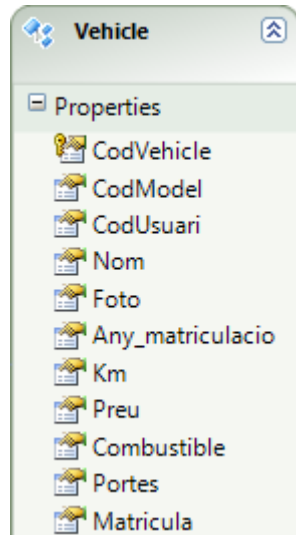 Vehicle
Properties
CodVehicle
CodModel
CodUsuari
Nom
Foto
Any_matriculacio
Km
Preu
Combustible
Portes
Matricula